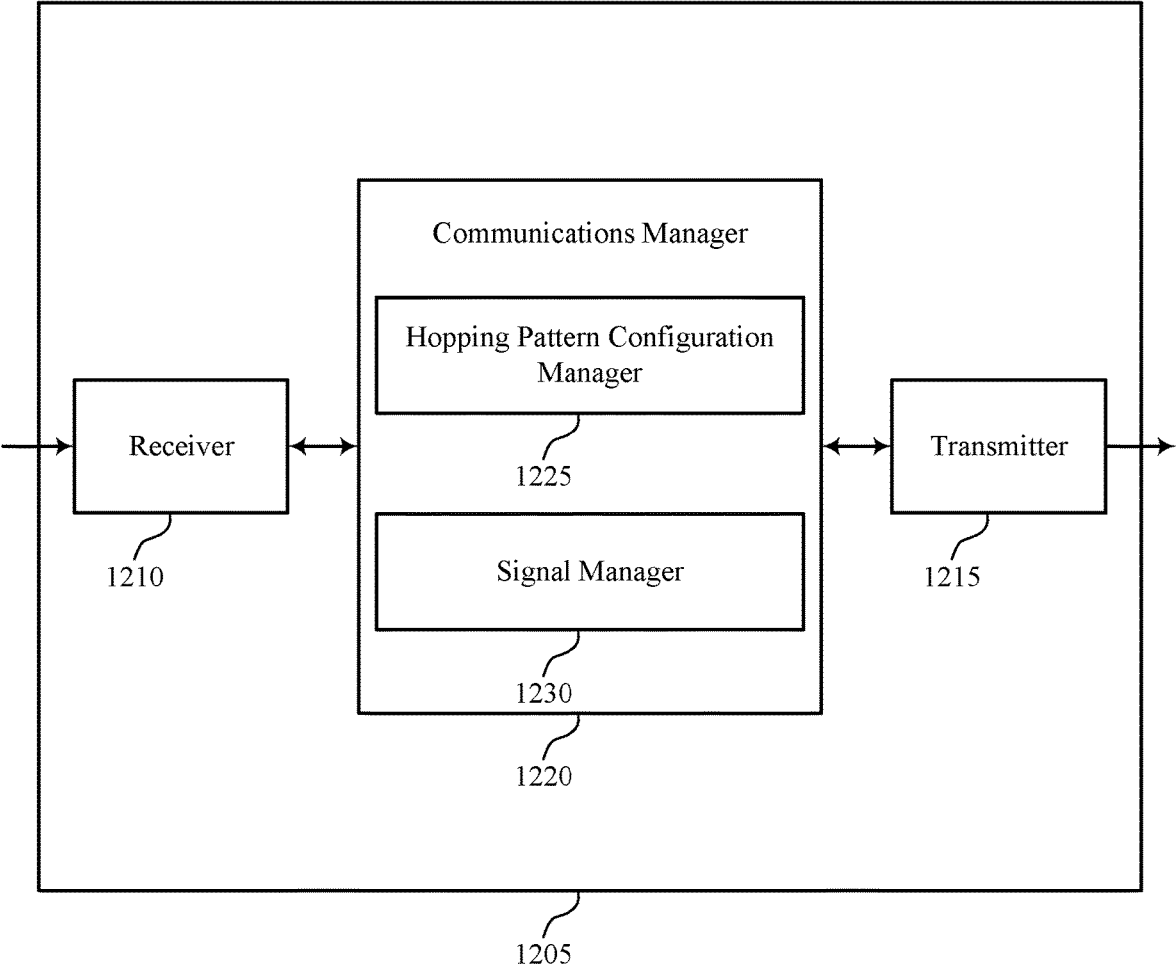 Communications Manager
Hopping Pattern Configuration
Manager
1225
Receiver
1210
Transmitter
1215
Signal Manager
1230
1220
1205